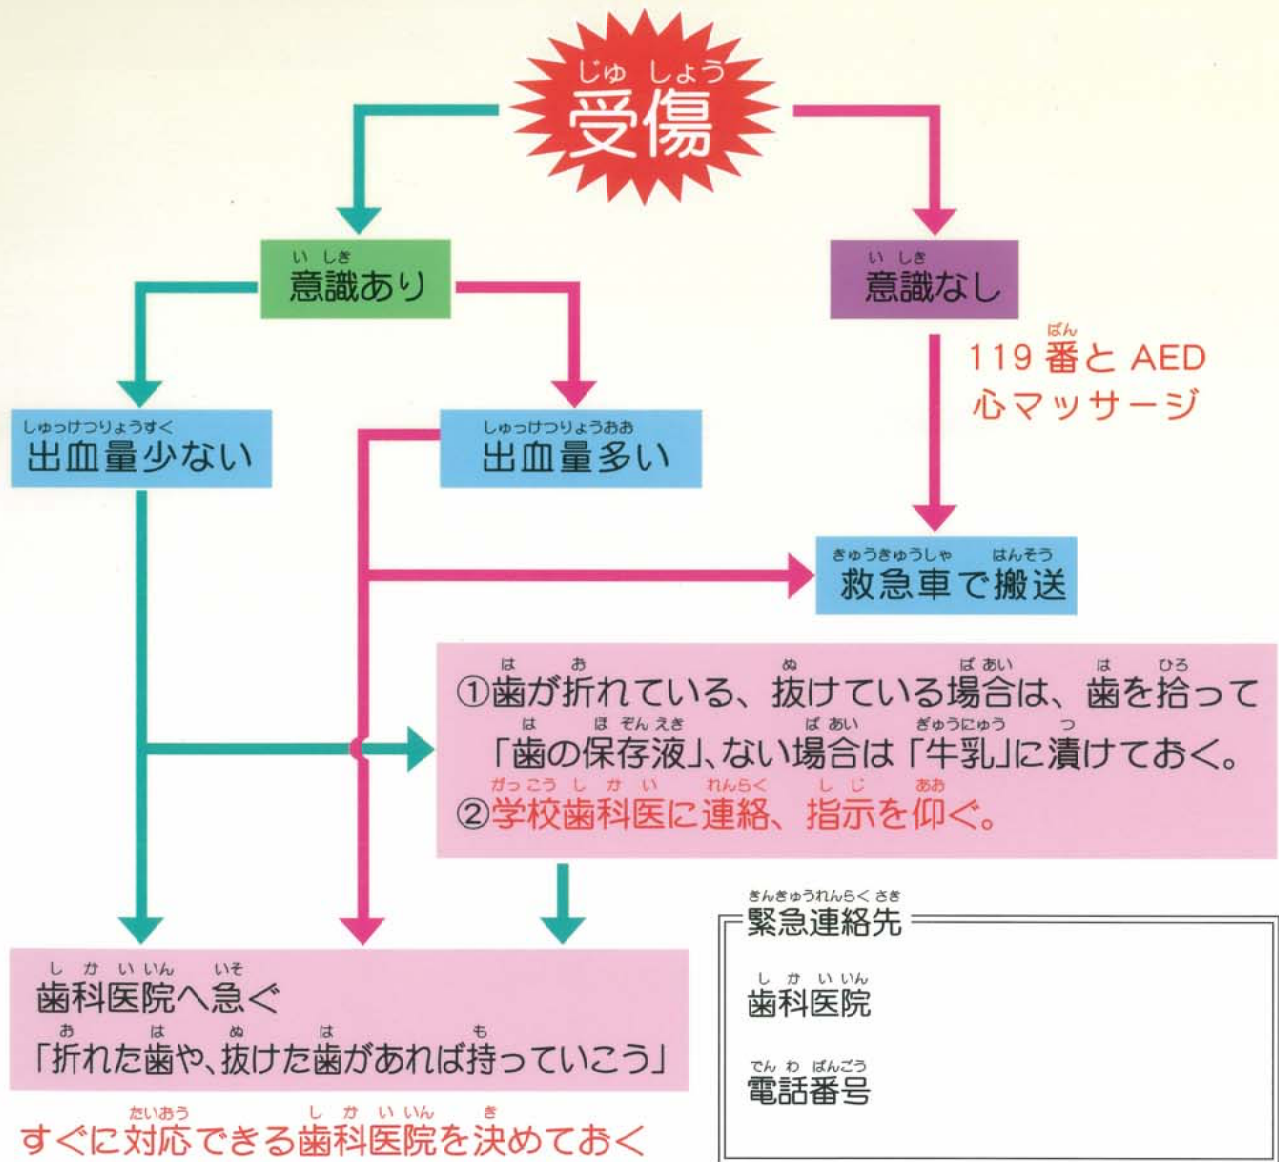 じゅ しょう
受傷
い しき
意識あり
い しき
意識なし
ばん
119番と AED
心マッサージ
しゅっけつりょうすく
出血量少ない
しゅっけつりょうおお
出血量多い
きゅうきゅうしゃ はんそう
救急車で搬送
は お ぬ ば あい は ひろ
①歯が折れている、抜けている場合は、歯を拾って
は ほ ぞん えき ば あい ぎゅうにゅう つ
「歯の保存液」、ない場合は「牛乳」に漬けておく。
がっこう し か い れんらく し じ あお
②学校歯科医に連絡、指示を仰ぐ。
し か い いん いそ
歯科医院へ急ぐ
お は ぬ は も
「折れた歯や、抜けた歯があれば持っていこう」
たいおう し か い いん き
すぐに対応できる歯科医院を決めておく
きんきゅうれんらく さき
緊急連絡先
し か い いん
歯科医院
でん わ ばんごう
電話番号